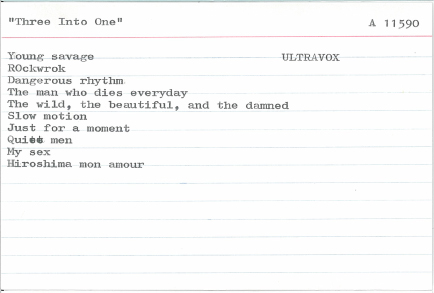 "Three Into One" A 11590
Young savage ULTRAVOX
ROckwrok
Dangerous rhythm
The man who dies everyday
The wild, the beautiful, and the damned
Slow motion
Just for a moment
Quiet men
My sex
Hiroshima mon amour